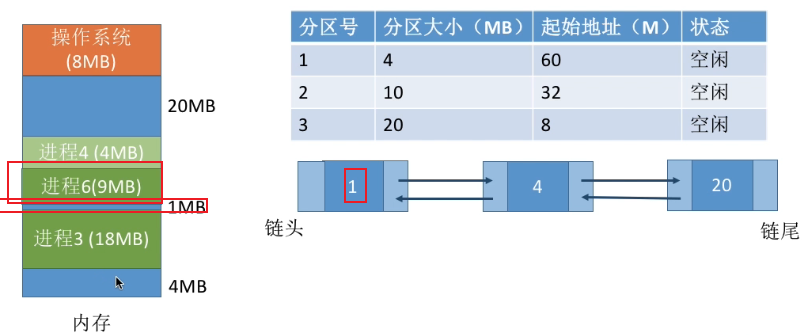 操作系统
(8MB)
20MB
进程4 (4MB)
进程6(9MB)
1MB
进程3 (18MB)
4MB
内存
分区号 分区大小（MB） 起始地址（M） 状态
1 4 60 空闲
2 10 32 空闲
3 20 8 空闲
1 4 20
链头 链尾